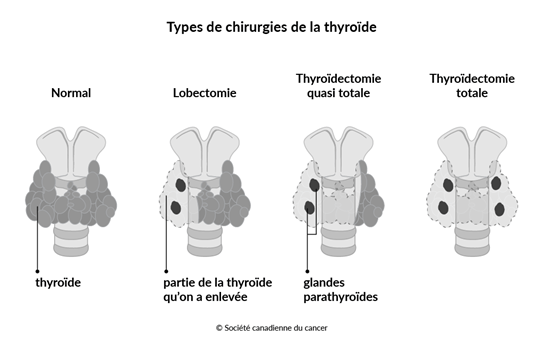 Types de chirurgies de la thyroïde
Normal
Lobectomie
Thyroïdectomie
quasi totale
Thyroïdectomie
totale
thyroïde
partie de la thyroïde
qu'on a enlevée
glandes
parathyroïdes
© Société canadienne du cancer